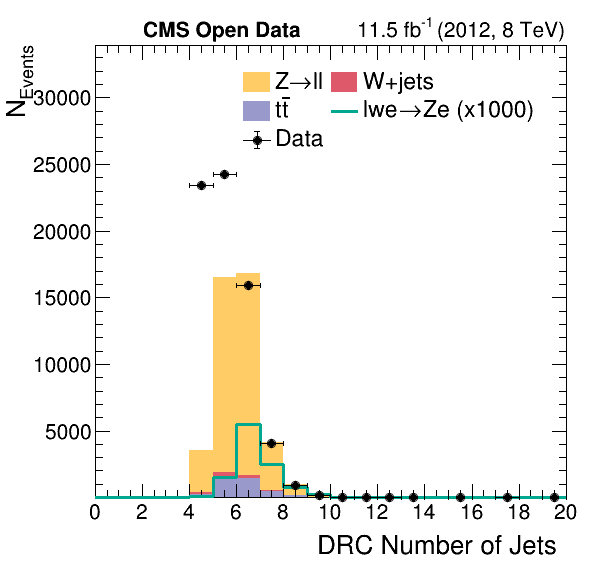 CMS Open Data 11.5 fb⁻¹ (2012, 8 TeV)
N_Events
Z→ll W+jets
tt̄ lwe→Ze (x1000)
Data
30000
25000
20000
15000
10000
5000
0 2 4 6 8 10 12 14 16 18 20
DRC Number of Jets